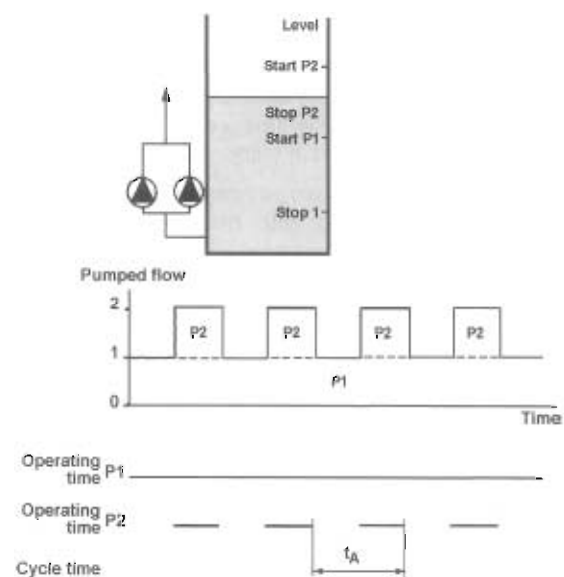 Level
Start P2
Stop P2
Start P1
Stop 1
Pumped flow
2
P2 P2 P2 P2
1
P1
0
Time
Operating
time P1
Operating
time P2
tA
Cycle time